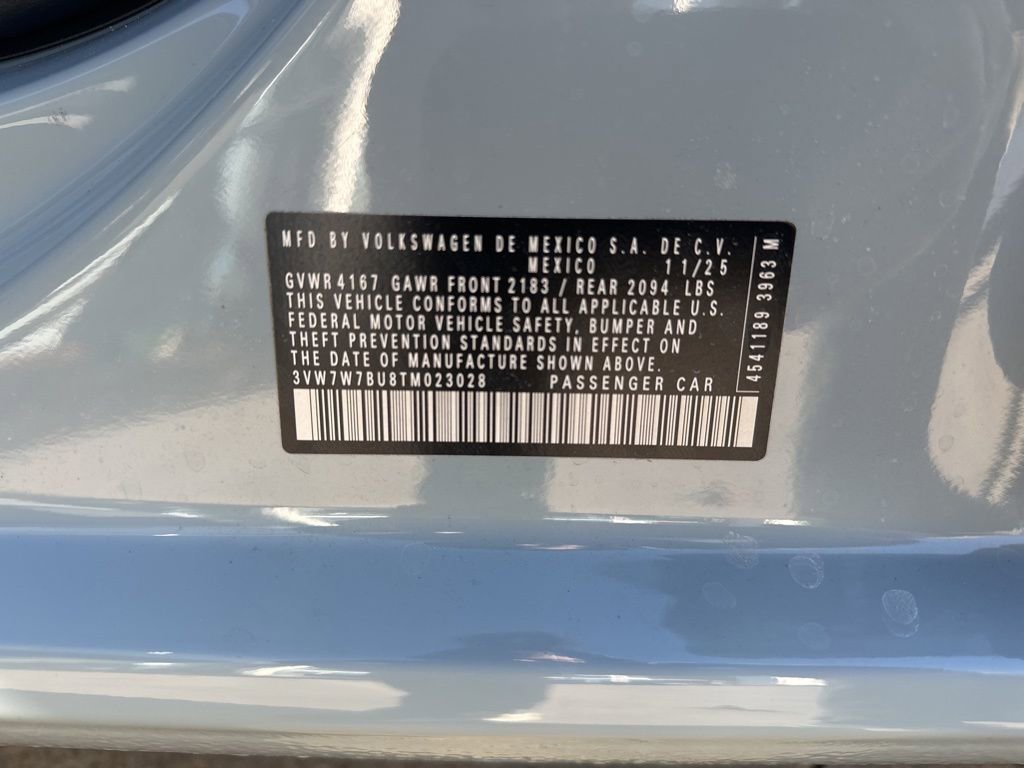 MFD BY VOLKSWAGEN DE MEXICO S.A. DE C.V.
MEXICO 11/25
GVWR 4167 GAWR FRONT 2183 / REAR 2094 LBS
THIS VEHICLE CONFORMS TO ALL APPLICABLE U.S.
FEDERAL MOTOR VEHICLE SAFETY, BUMPER AND
THEFT PREVENTION STANDARDS IN EFFECT ON
THE DATE OF MANUFACTURE SHOWN ABOVE.
3VW7W7BU8TM023028 PASSENGER CAR
4541189 3963 M